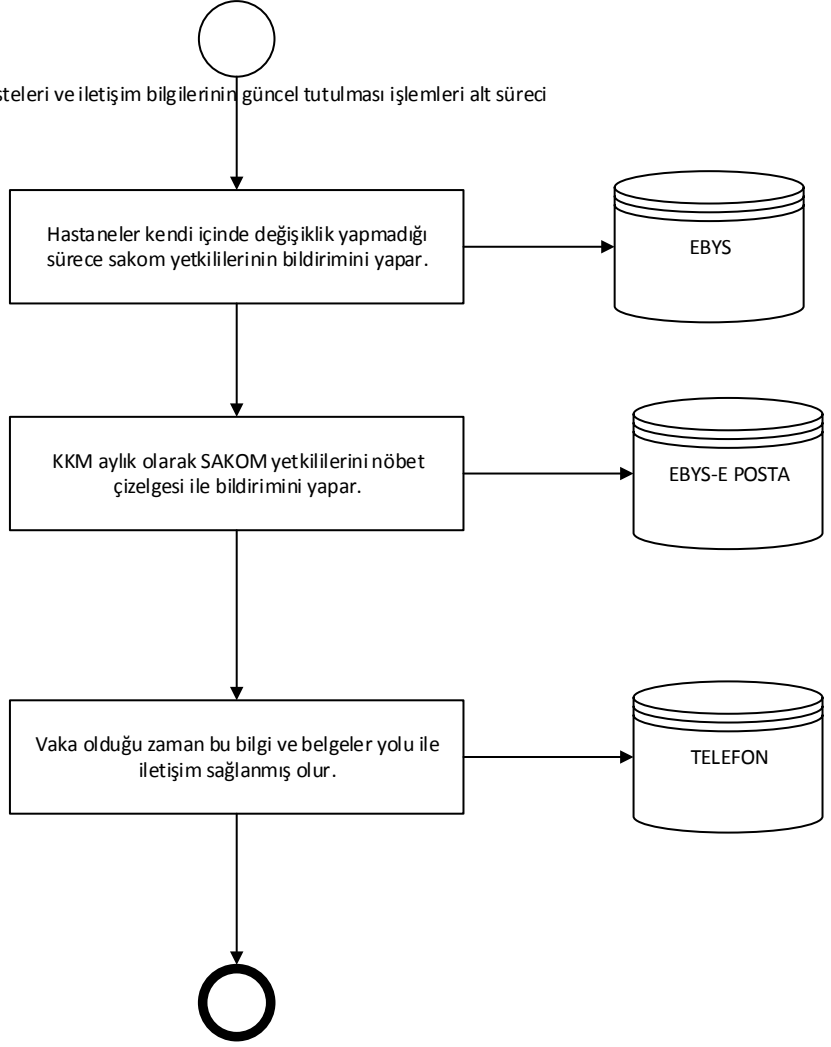 ve iletişim bilgilerinin güncel tutulması işlemleri alt süreci
Hastaneler kendi içinde değişiklik yapmadığı
sürece sakom yetkililerinin bildirimini yapar.
EBYS
KKM aylık olarak SAKOM yetkililerini nöbet
çizelgesi ile bildirimini yapar.
EBYS-E POSTA
Vaka olduğu zaman bu bilgi ve belgeler yolu ile
iletişim sağlanmış olur.
TELEFON